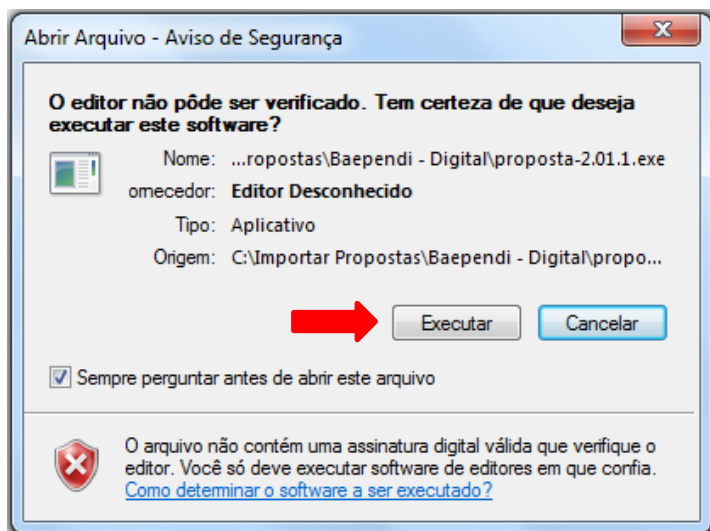 Abrir Arquivo - Aviso de Segurança
O editor não pôde ser verificado. Tem certeza de que deseja
executar este software?
Nome: ...ropostas\Baependi - Digital\proposta-2.01.1.exe
omecedor: Editor Desconhecido
Tipo: Aplicativo
Origem: C:\Importar Propostas\Baependi - Digital\propo...
Executar Cancelar
Sempre perguntar antes de abrir este arquivo
O arquivo não contém uma assinatura digital válida que verifique o
editor. Você só deve executar software de editores em que confia.
Como determinar o software a ser executado?